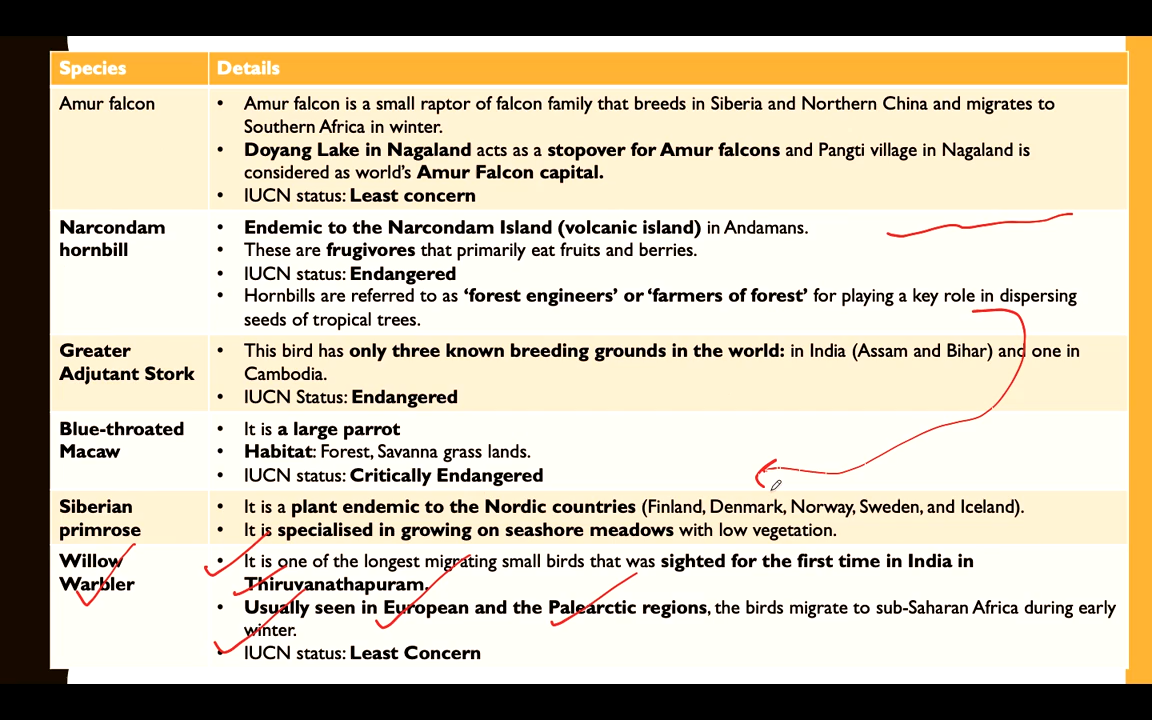 Species Details
Amur falcon • Amur falcon is a small raptor of falcon family that breeds in Siberia and Northern China and migrates to
Southern Africa in winter.
• Doyang Lake in Nagaland acts as a stopover for Amur falcons and Pangti village in Nagaland is
considered as world's Amur Falcon capital.
• IUCN status: Least concern
Narcondam • Endemic to the Narcondam Island (volcanic island) in Andamans.
hornbill • These are frugivores that primarily eat fruits and berries.
• IUCN status: Endangered
• Hornbills are referred to as ‘forest engineers’ or ‘farmers of forest’ for playing a key role in dispersing
seeds of tropical trees.
Greater • This bird has only three known breeding grounds in the world: in India (Assam and Bihar) and one in
Adjutant Stork Cambodia.
• IUCN Status: Endangered
Blue-throated • It is a large parrot
Macaw • Habitat: Forest, Savanna grass lands.
• IUCN status: Critically Endangered
Siberian • It is a plant endemic to the Nordic countries (Finland, Denmark, Norway, Sweden, and Iceland).
primrose • It is specialised in growing on seashore meadows with low vegetation.
Willow • It is one of the longest migrating small birds that was sighted for the first time in India in
Warbler Thiruvanathapuram.
• Usually seen in European and the Palearctic regions, the birds migrate to sub-Saharan Africa during early
winter.
• IUCN status: Least Concern